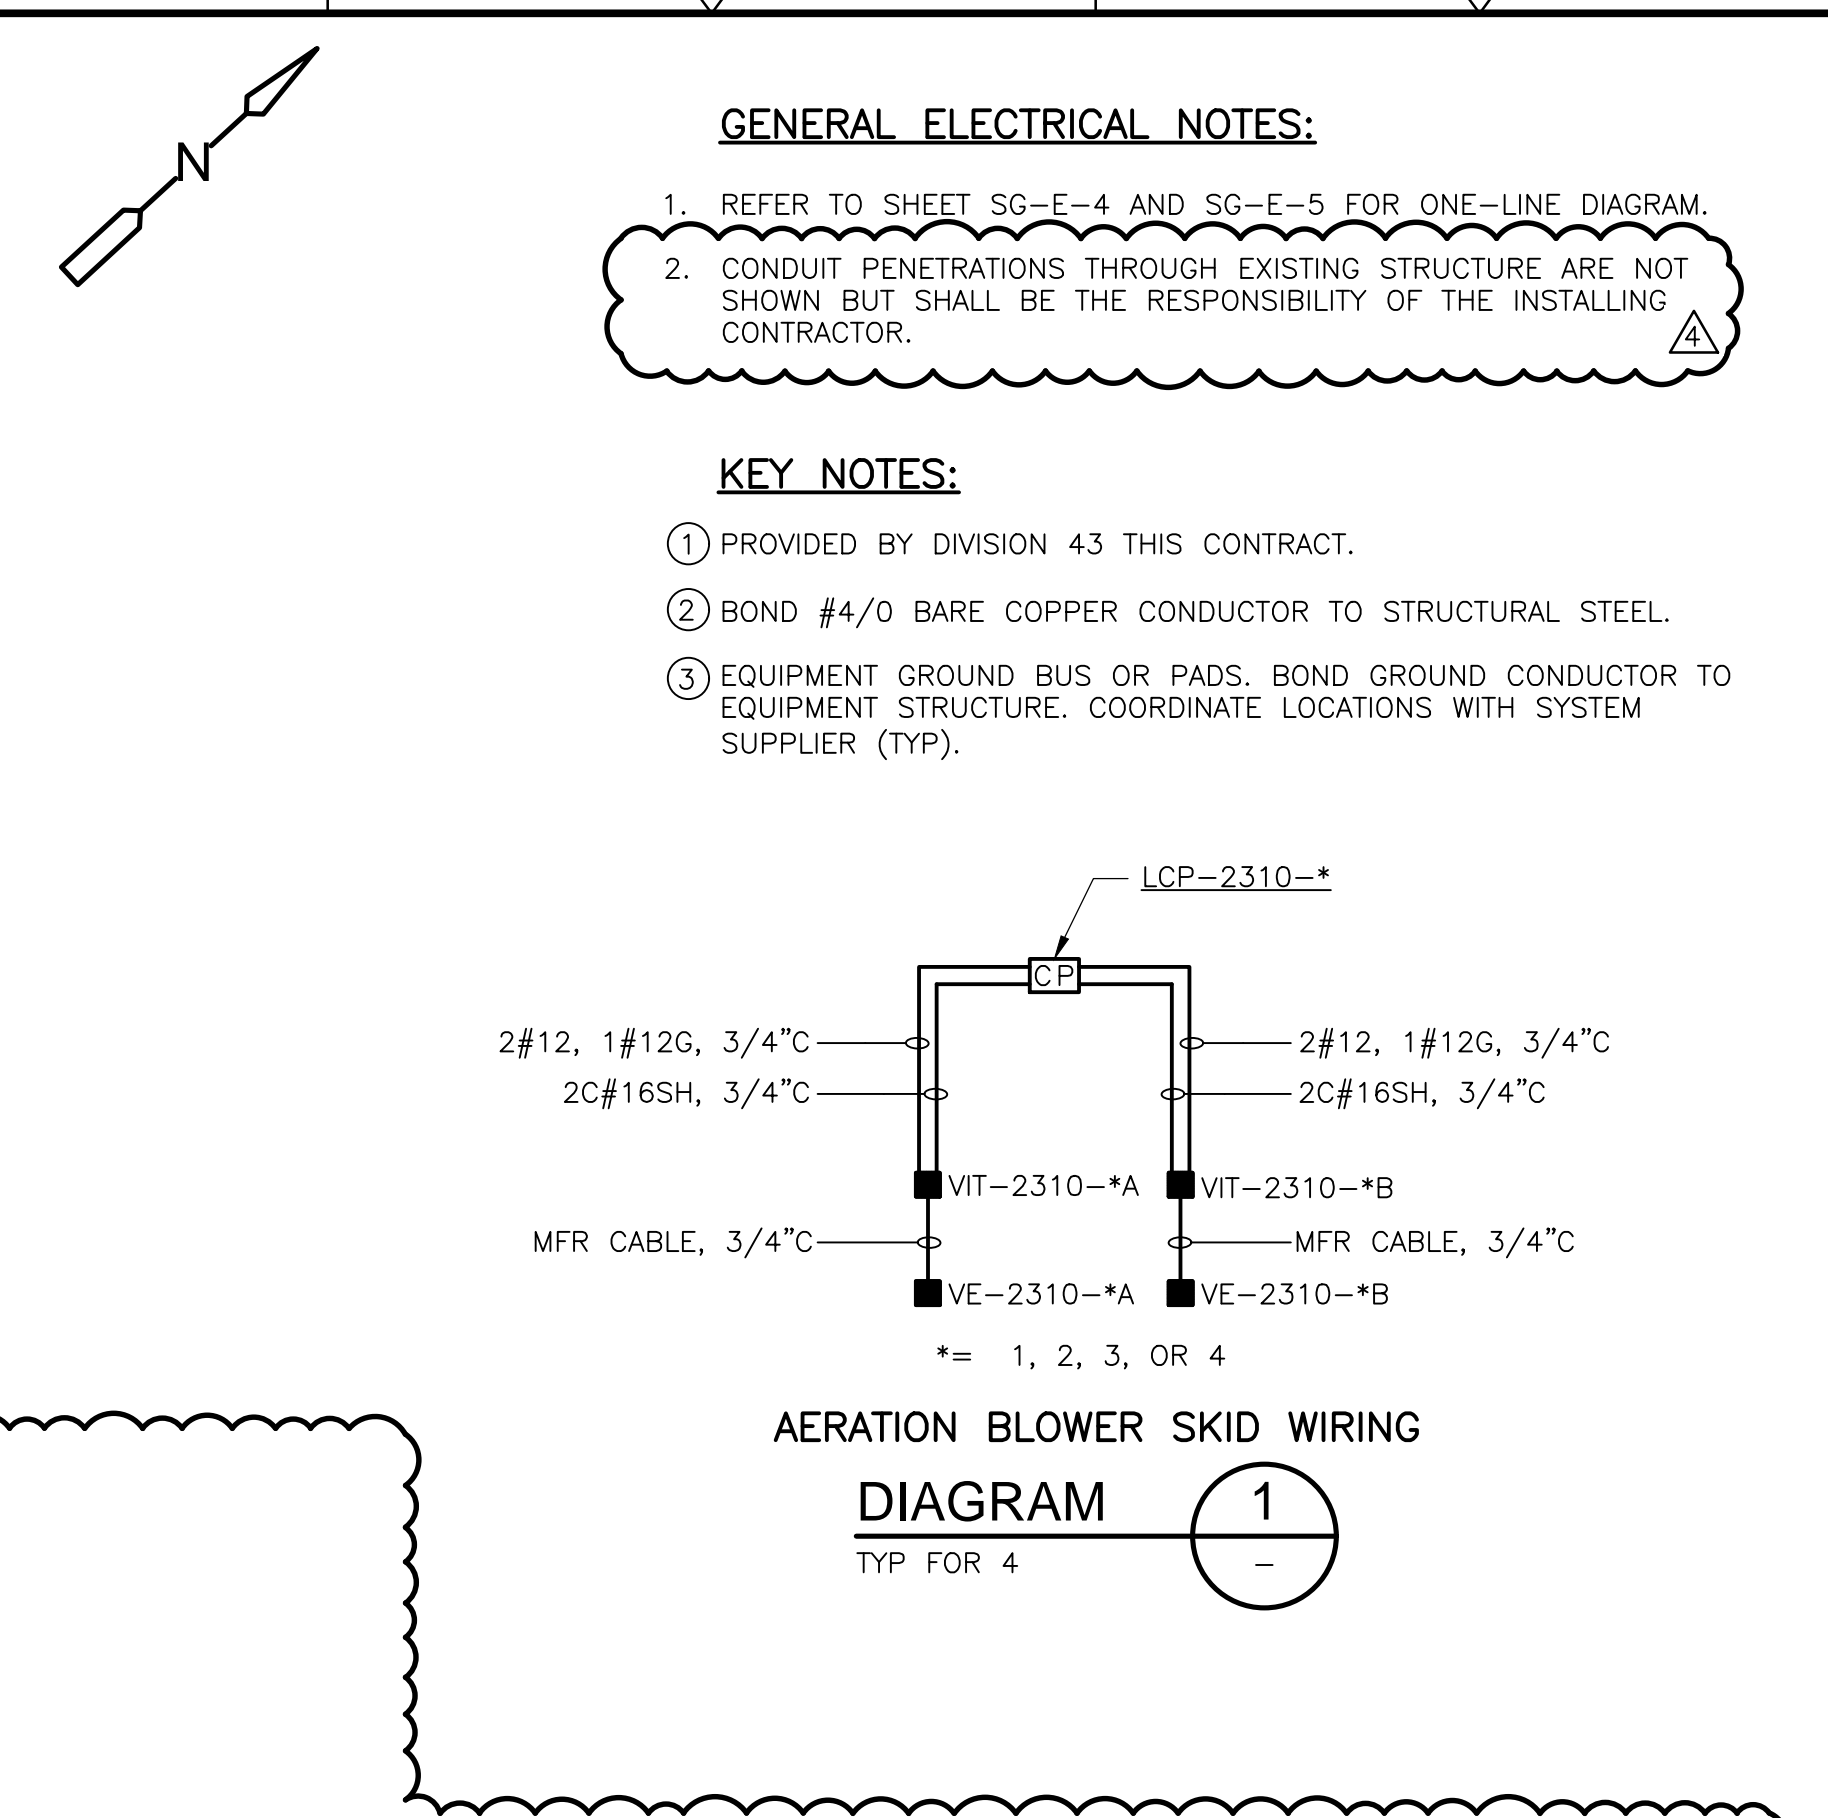 N
GENERAL ELECTRICAL NOTES:
1. REFER TO SHEET SG-E-4 AND SG-E-5 FOR ONE-LINE DIAGRAM.
2. CONDUIT PENETRATIONS THROUGH EXISTING STRUCTURE ARE NOT
SHOWN BUT SHALL BE THE RESPONSIBILITY OF THE INSTALLING
CONTRACTOR.
4
KEY NOTES:
1 PROVIDED BY DIVISION 43 THIS CONTRACT.
2 BOND #4/0 BARE COPPER CONDUCTOR TO STRUCTURAL STEEL.
3 EQUIPMENT GROUND BUS OR PADS. BOND GROUND CONDUCTOR TO
EQUIPMENT STRUCTURE. COORDINATE LOCATIONS WITH SYSTEM
SUPPLIER (TYP).
LCP-2310-*
CP
2#12, 1#12G, 3/4"C 2#12, 1#12G, 3/4"C
2C#16SH, 3/4"C 2C#16SH, 3/4"C
VIT-2310-*A VIT-2310-*B
MFR CABLE, 3/4"C MFR CABLE, 3/4"C
VE-2310-*A VE-2310-*B
*= 1, 2, 3, OR 4
AERATION BLOWER SKID WIRING
DIAGRAM 1
TYP FOR 4 -